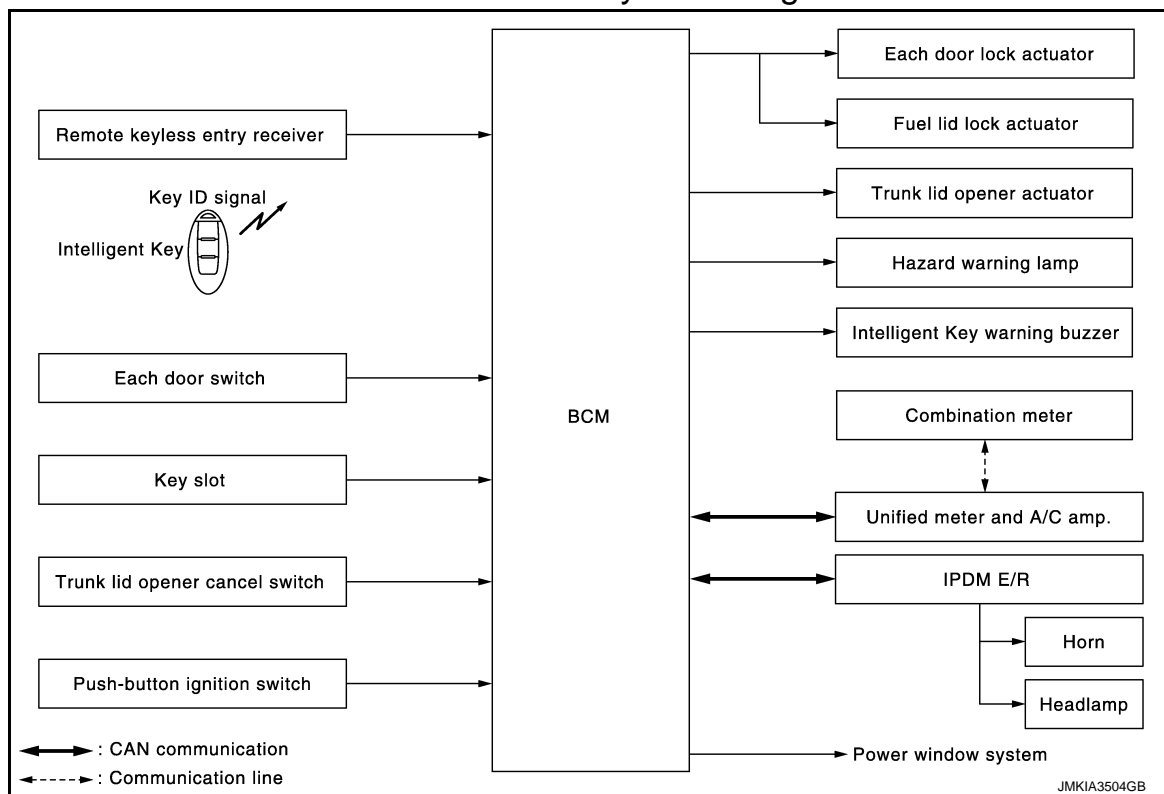 Remote keyless entry receiver
Key ID signal
Intelligent Key
Each door switch
Key slot
Trunk lid opener cancel switch
Push-button ignition switch
: CAN communication
: Communication line
BCM
Each door lock actuator
Fuel lid lock actuator
Trunk lid opener actuator
Hazard warning lamp
Intelligent Key warning buzzer
Combination meter
Unified meter and A/C amp.
IPDM E/R
Horn
Headlamp
Power window system
JMKIA3504GB